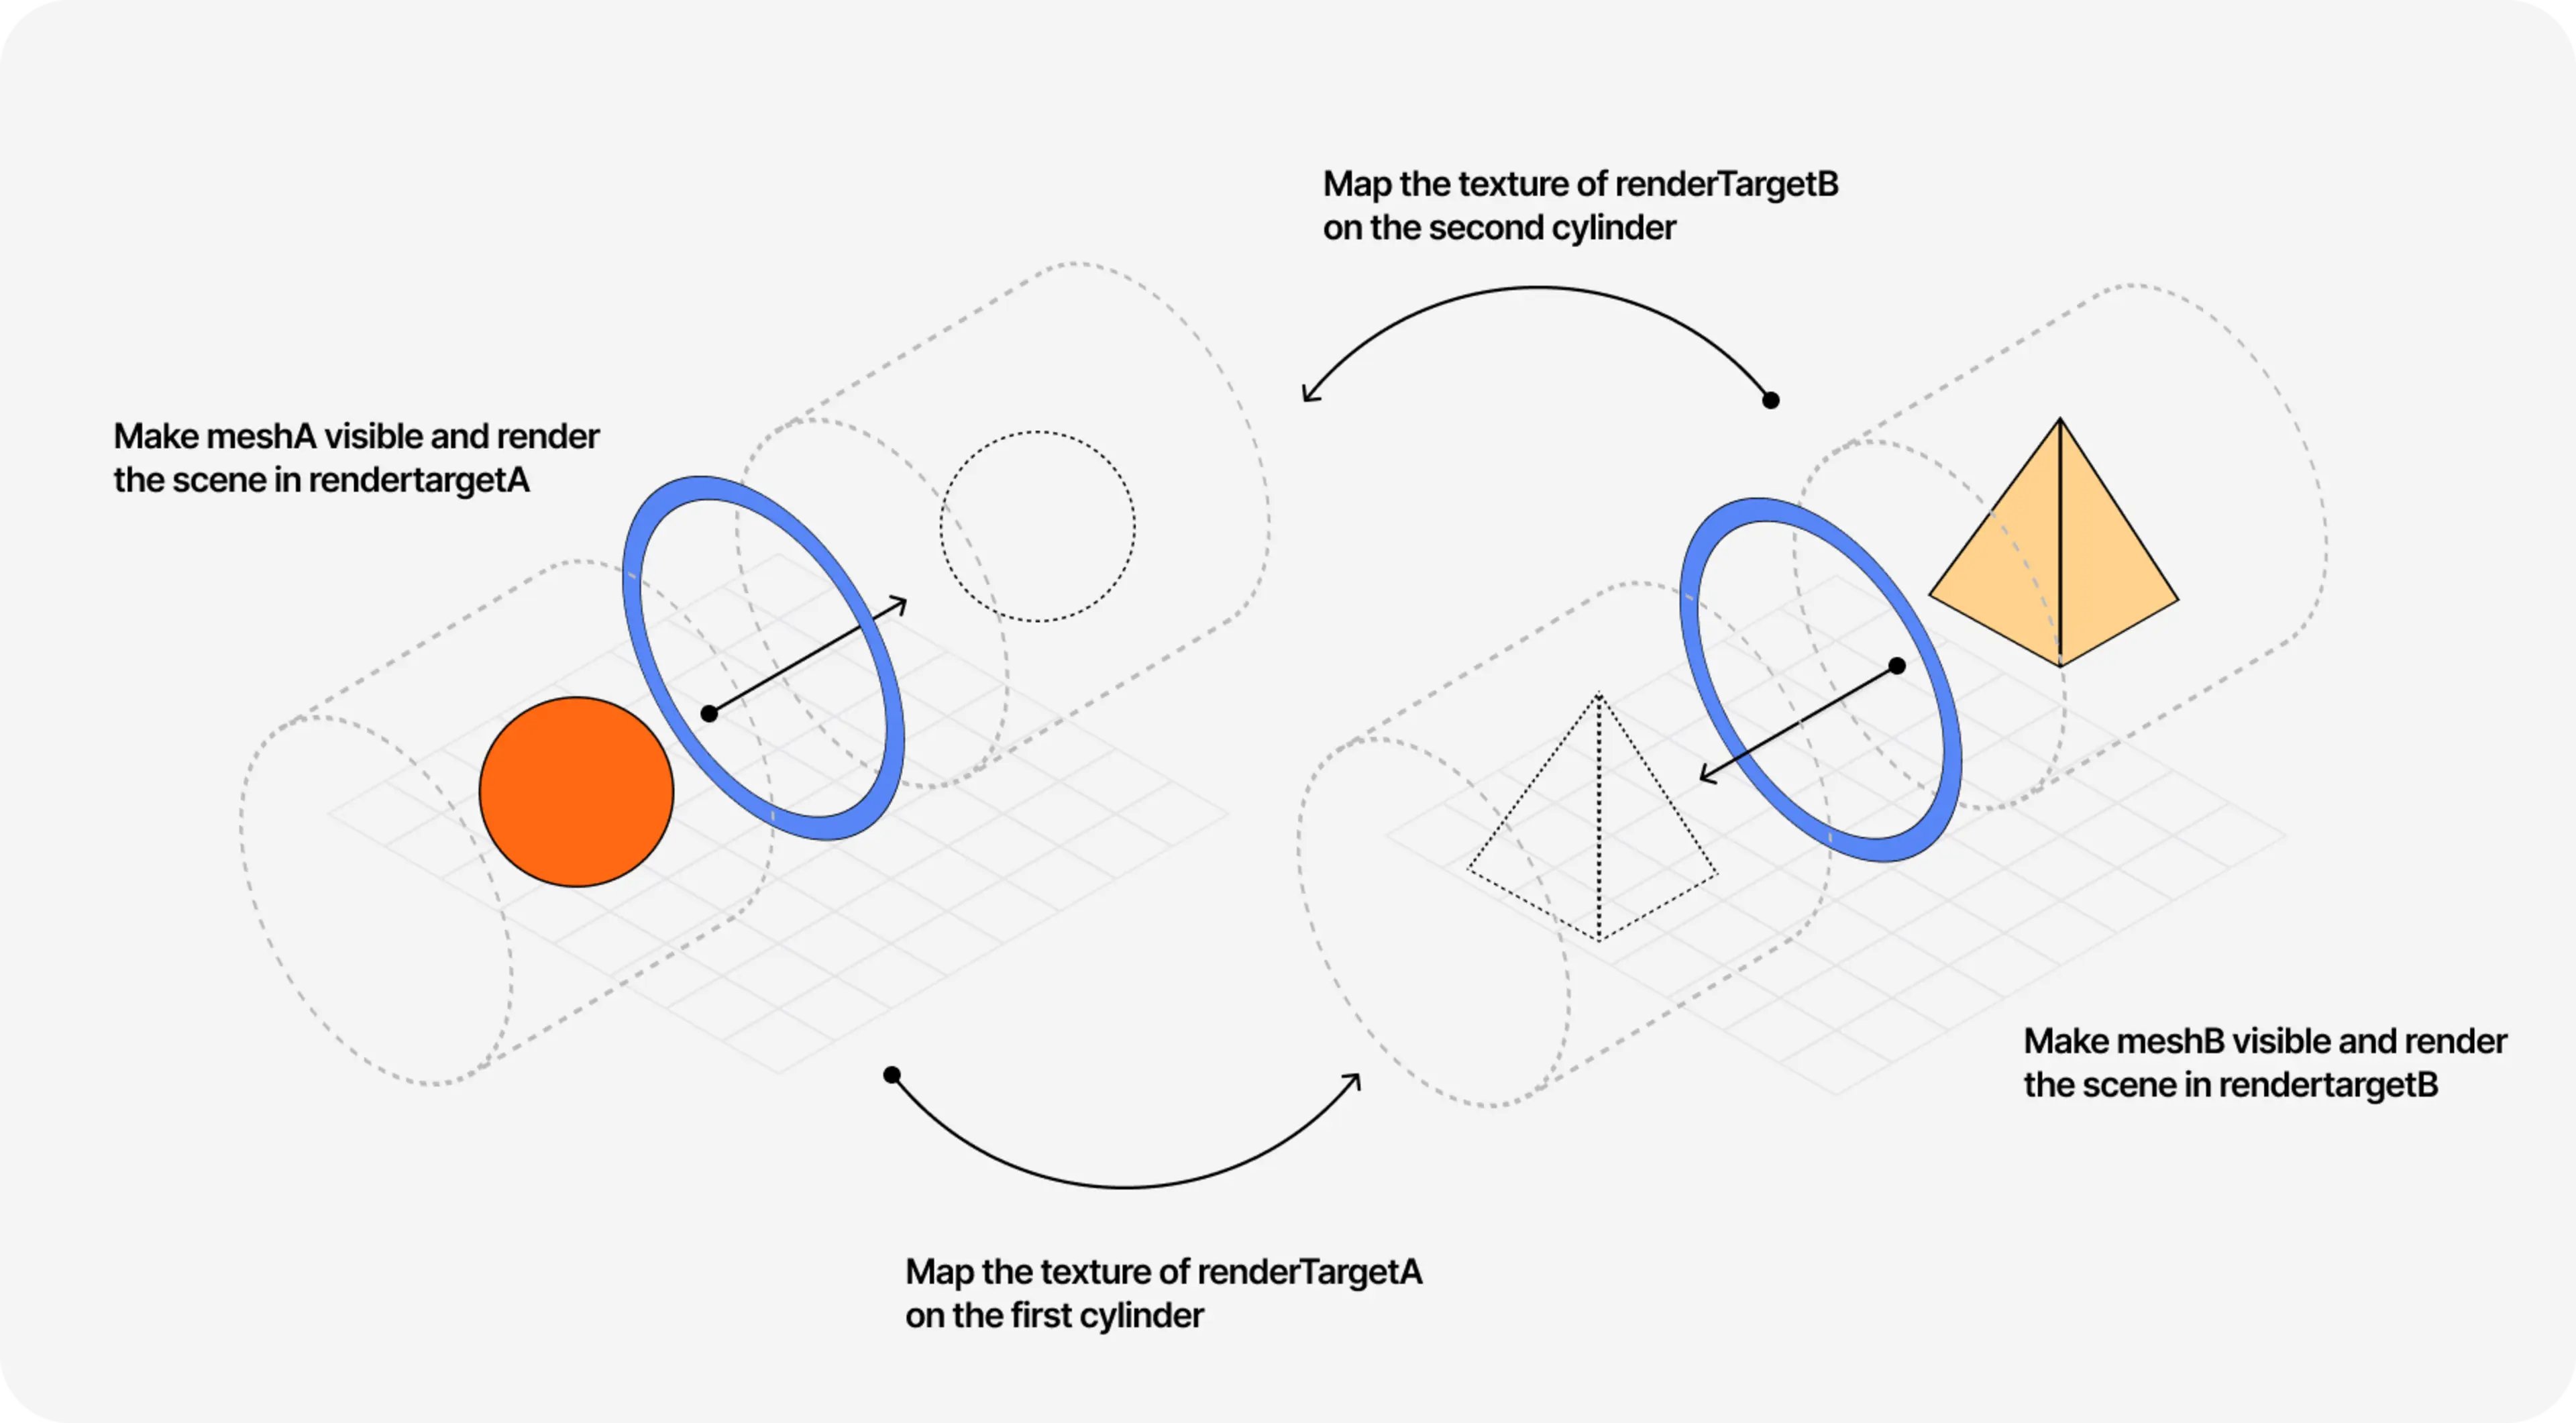 Map the texture of renderTargetB
on the second cylinder
Make meshA visible and render
the scene in rendertargetA
Make meshB visible and render
the scene in rendertargetB
Map the texture of renderTargetA
on the first cylinder